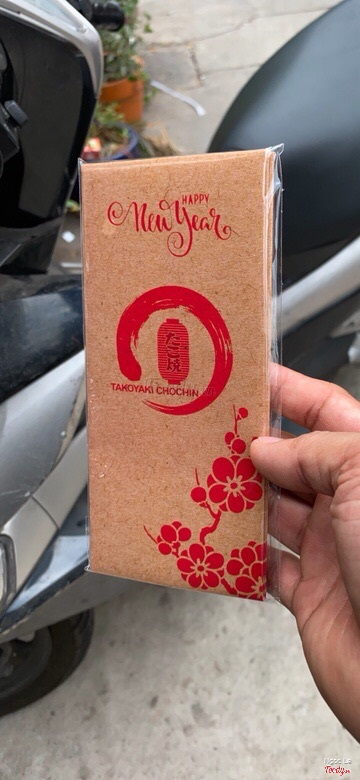 HAPPY
New Year
たこ焼
TAKOYAKI CHOCHIN
Foody.vn